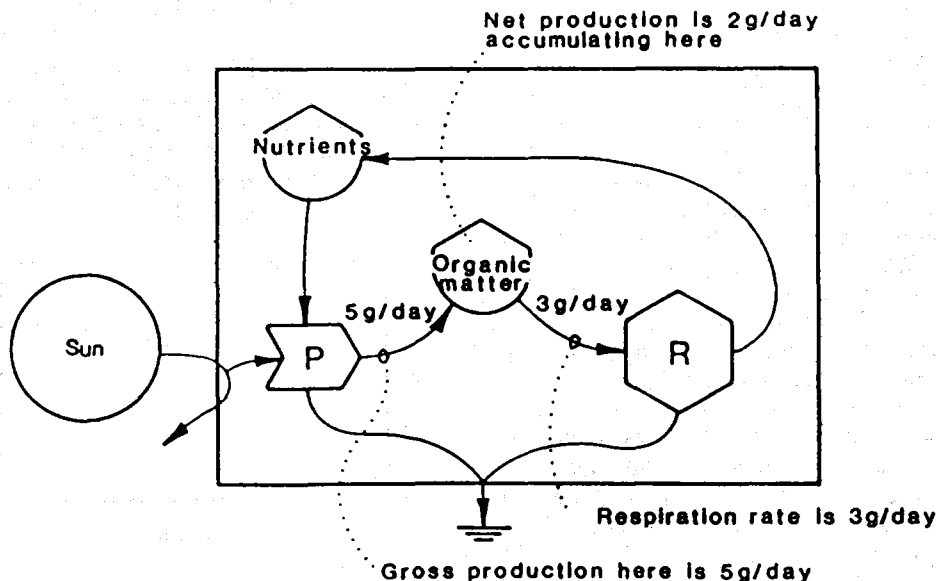 Net production is 2g/day
accumulating here
Nutrients
Organic
matter
5g/day
3g/day
Sun
P
R
Respiration rate is 3g/day
Gross production here is 5g/day